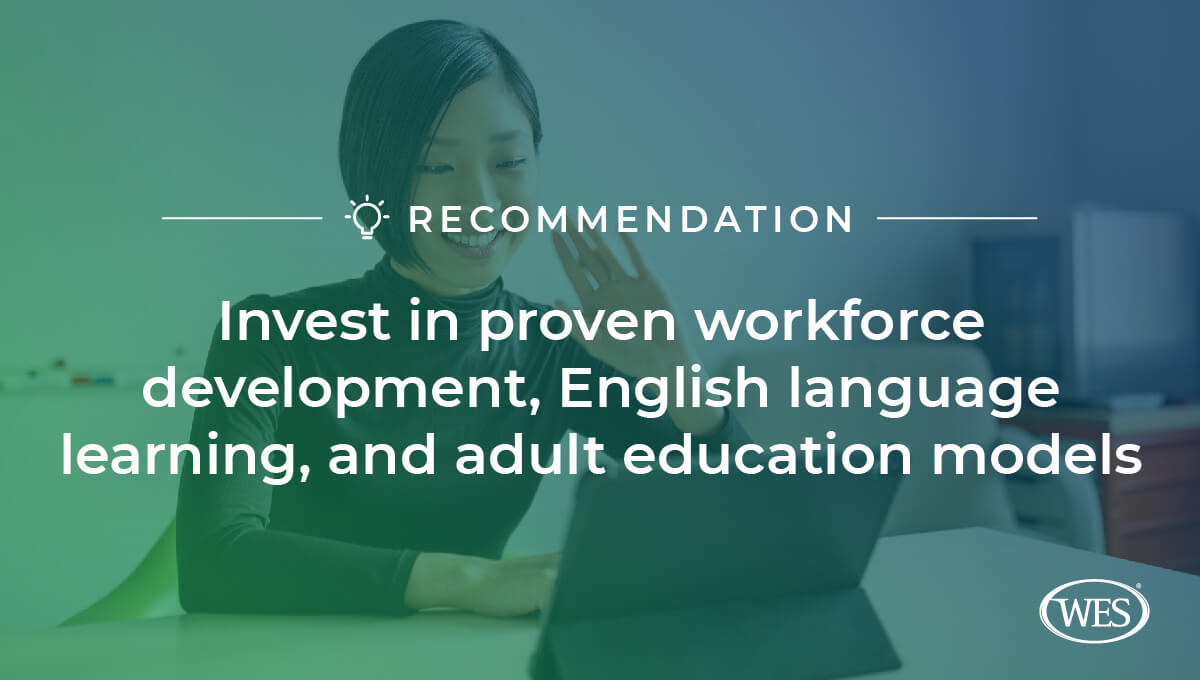 RECOMMENDATION
Invest in proven workforce
development, English language
learning, and adult education models
WES®